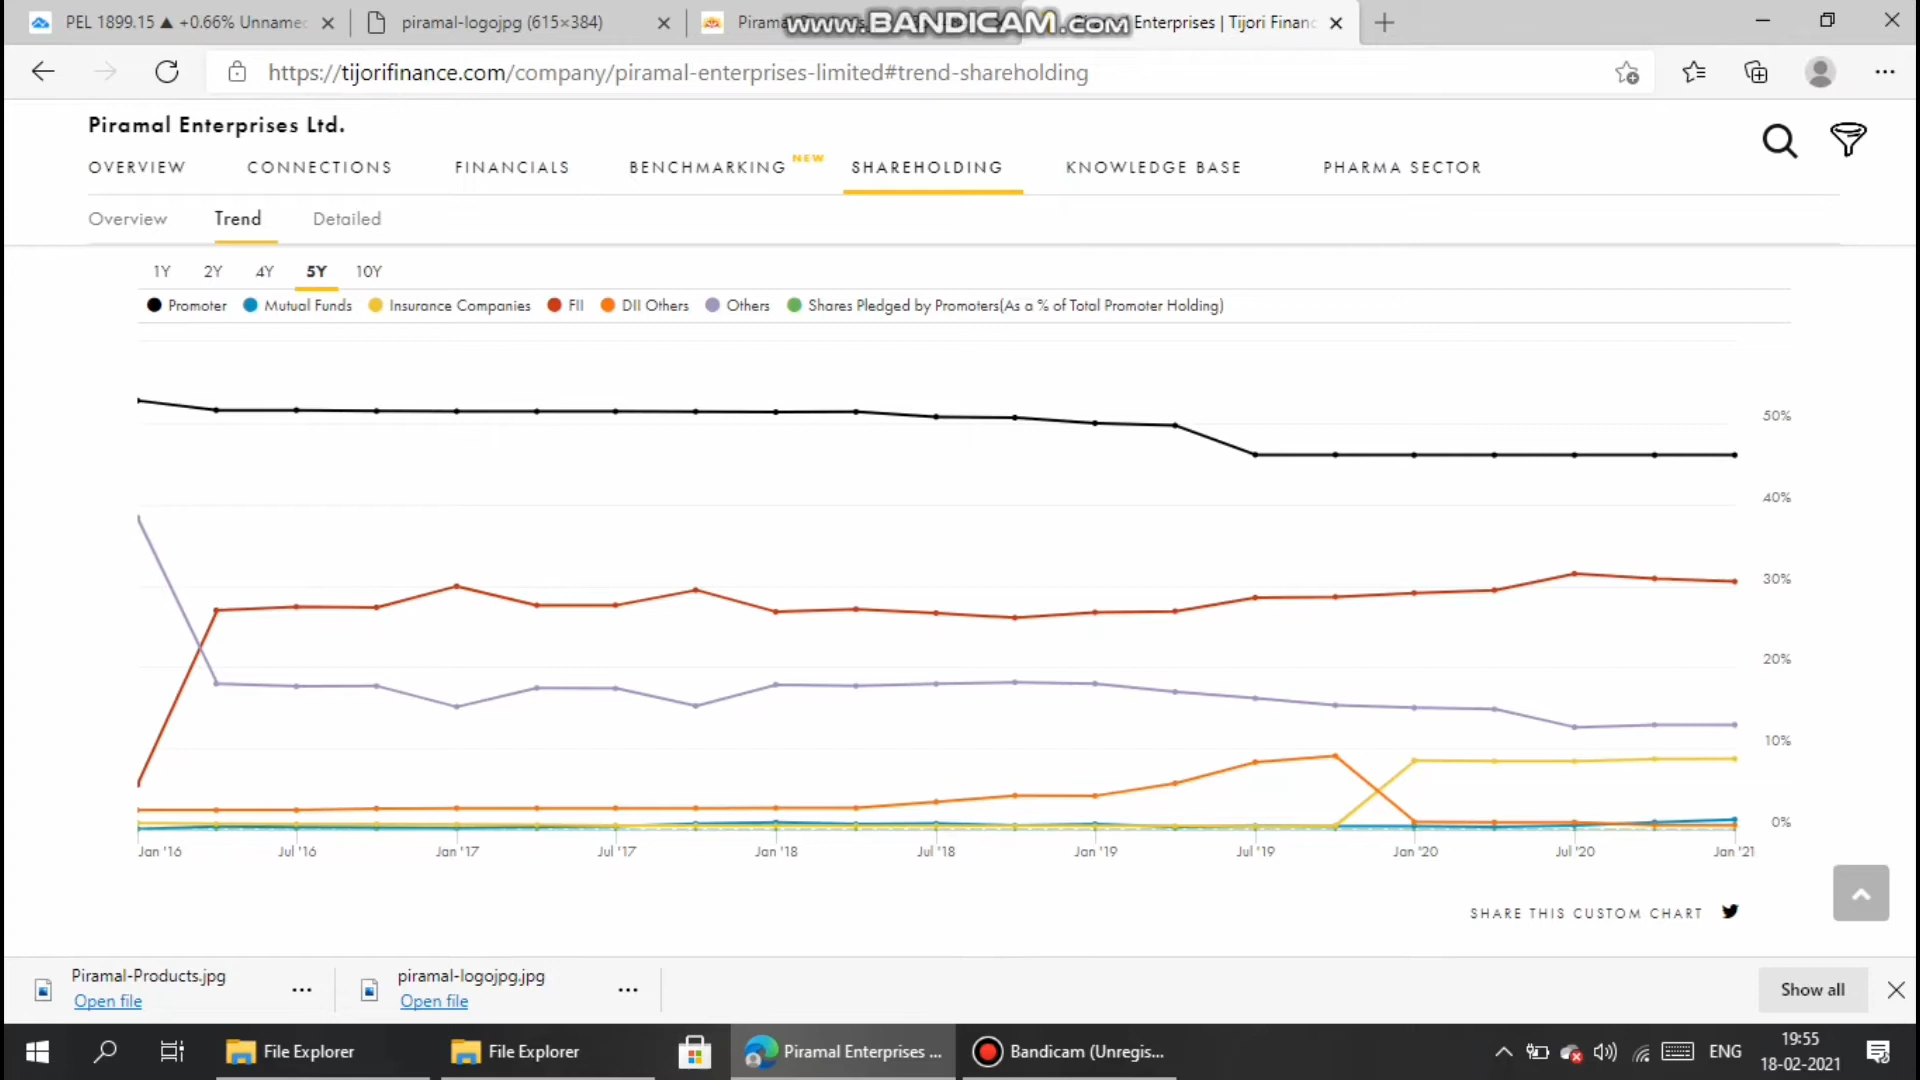 PEL 1899.15 ▲ +0.66% Unname
piramal-logojpg (615×384)
Piramal
www.BANDICAM.com
Enterprises | Tijori Financ
https://tijorifinance.com/company/piramal-enterprises-limited#trend-shareholding
Piramal Enterprises Ltd.
OVERVIEW CONNECTIONS FINANCIALS BENCHMARKING NEW SHAREHOLDING KNOWLEDGE BASE PHARMA SECTOR
Overview Trend Detailed
1Y 2Y 4Y 5Y 10Y
Promoter Mutual Funds Insurance Companies FII DII Others Others Shares Pledged by Promoters(As a % of Total Promoter Holding)
50%
40%
30%
20%
10%
0%
Jan '16 Jul '16 Jan '17 Jul '17 Jan '18 Jul '18 Jan '19 Jul '19 Jan '20 Jul '20 Jan '21
SHARE THIS CUSTOM CHART
Piramal-Products.jpg
Open file
piramal-logojpg.jpg
Open file
Show all
File Explorer
File Explorer
Piramal Enterprises ...
Bandicam (Unregis...
ENG
19:55
18-02-2021